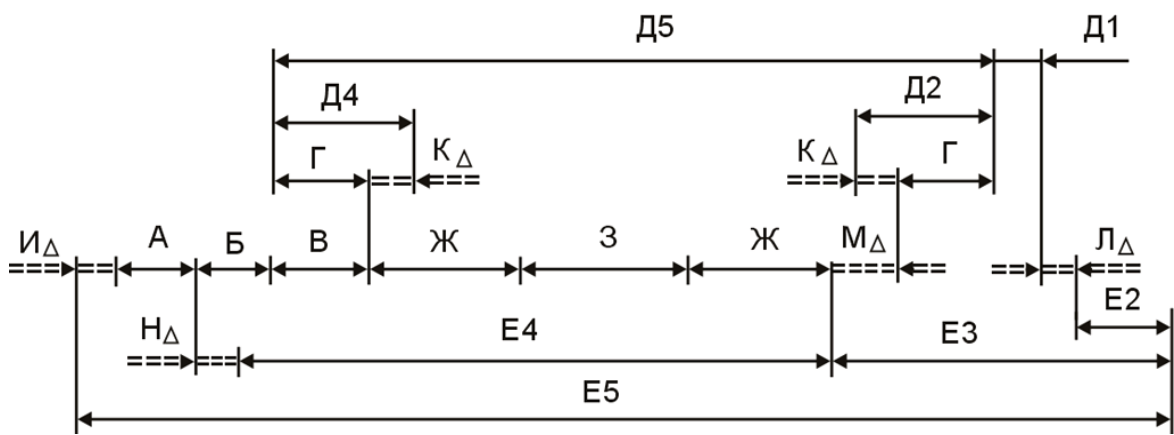 Д5 Д1
Д4 Д2
Г К△ К△ Г
И△ А Б В Ж З Ж М△ Л△
Е2
Н△ Е4 Е3
Е5